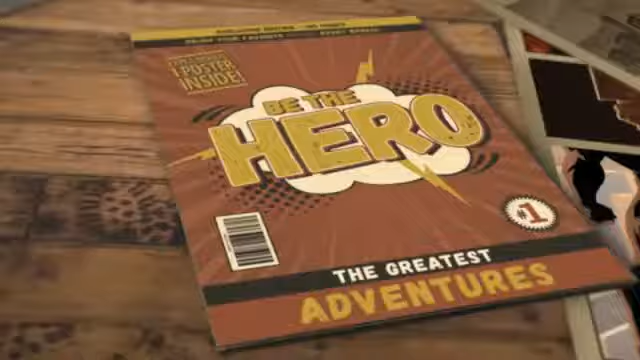 1 POSTER
INSIDE!
BE THE
HERO
#1
THE GREATEST
ADVENTURES